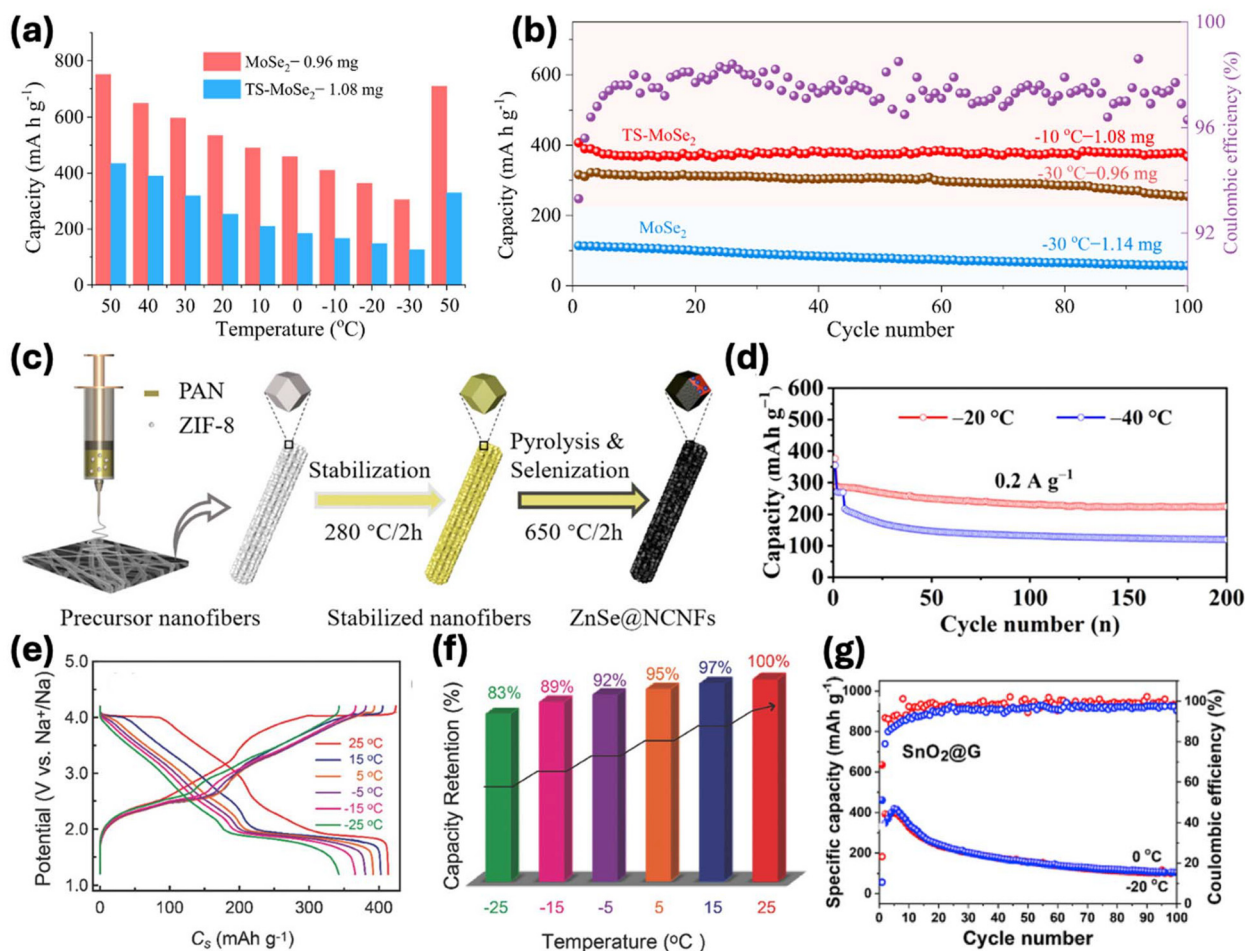 (a)
800
600
400
200
0
Capacity (mA h g⁻¹)
MoSe₂– 0.96 mg
TS-MoSe₂– 1.08 mg
50 40 30 20 10 0 -10 -20 -30 50
Temperature (°C)
(b)
600
400
200
0
Capacity (mA h g⁻¹)
TS-MoSe₂
-10 °C–1.08 mg
-30 °C–0.96 mg
MoSe₂
-30 °C–1.14 mg
100
96
92
Coulombic efficiency (%)
0 20 40 60 80 100
Cycle number
(c)
PAN
ZIF-8
Stabilization
280 °C/2h
Pyrolysis &
Selenization
650 °C/2h
Precursor nanofibers
Stabilized nanofibers
ZnSe@NCNFs
(d)
600
500
400
300
200
100
0
Capacity (mAh g⁻¹)
–20 °C
–40 °C
0.2 A g⁻¹
0 50 100 150 200
Cycle number (n)
(e)
5.0
4.0
3.0
2.0
1.0
Potential (V vs. Na⁺/Na)
25 °C
15 °C
5 °C
-5 °C
-15 °C
-25 °C
0 100 200 300 400
Cs (mAh g⁻¹)
(f)
Capacity Retention (%)
83% 89% 92% 95% 97% 100%
-25 -15 -5 5 15 25
Temperature (°C )
(g)
1000
900
800
700
600
500
400
300
200
100
0
Specific capacity (mAh g⁻¹)
SnO₂@G
0 °C
-20 °C
100
80
60
40
20
0
Coulombic efficiency (%)
0 10 20 30 40 50 60 70 80 90 100
Cycle number